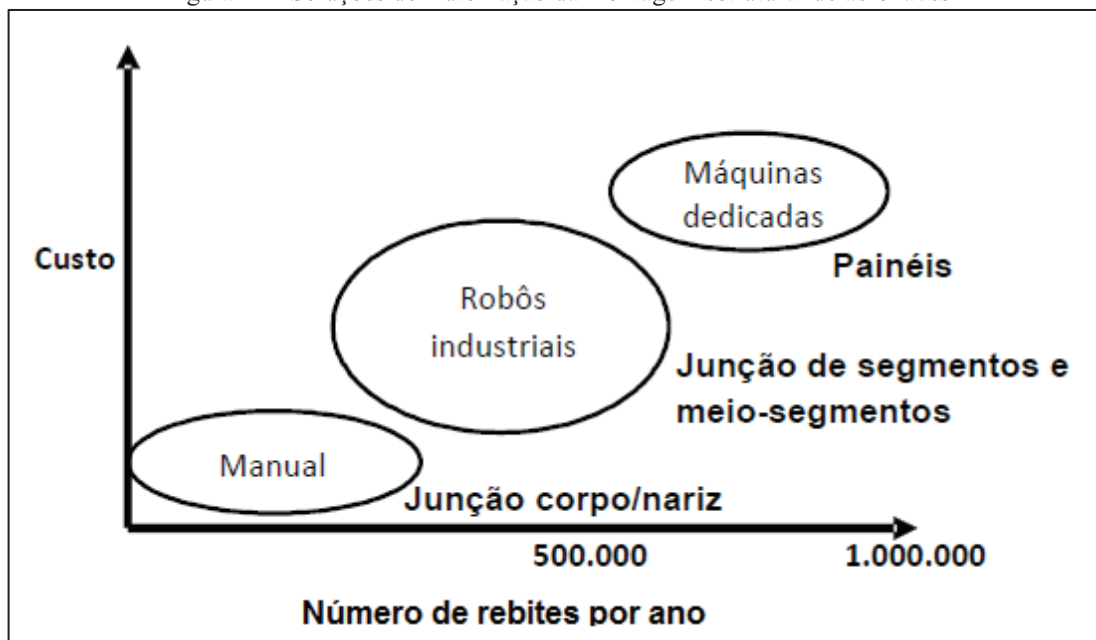 Máquinas
dedicadas
Custo
Painéis
Robôs
industriais
Junção de segmentos e
meio-segmentos
Manual
Junção corpo/nariz
500.000
1.000.000
Número de rebites por ano